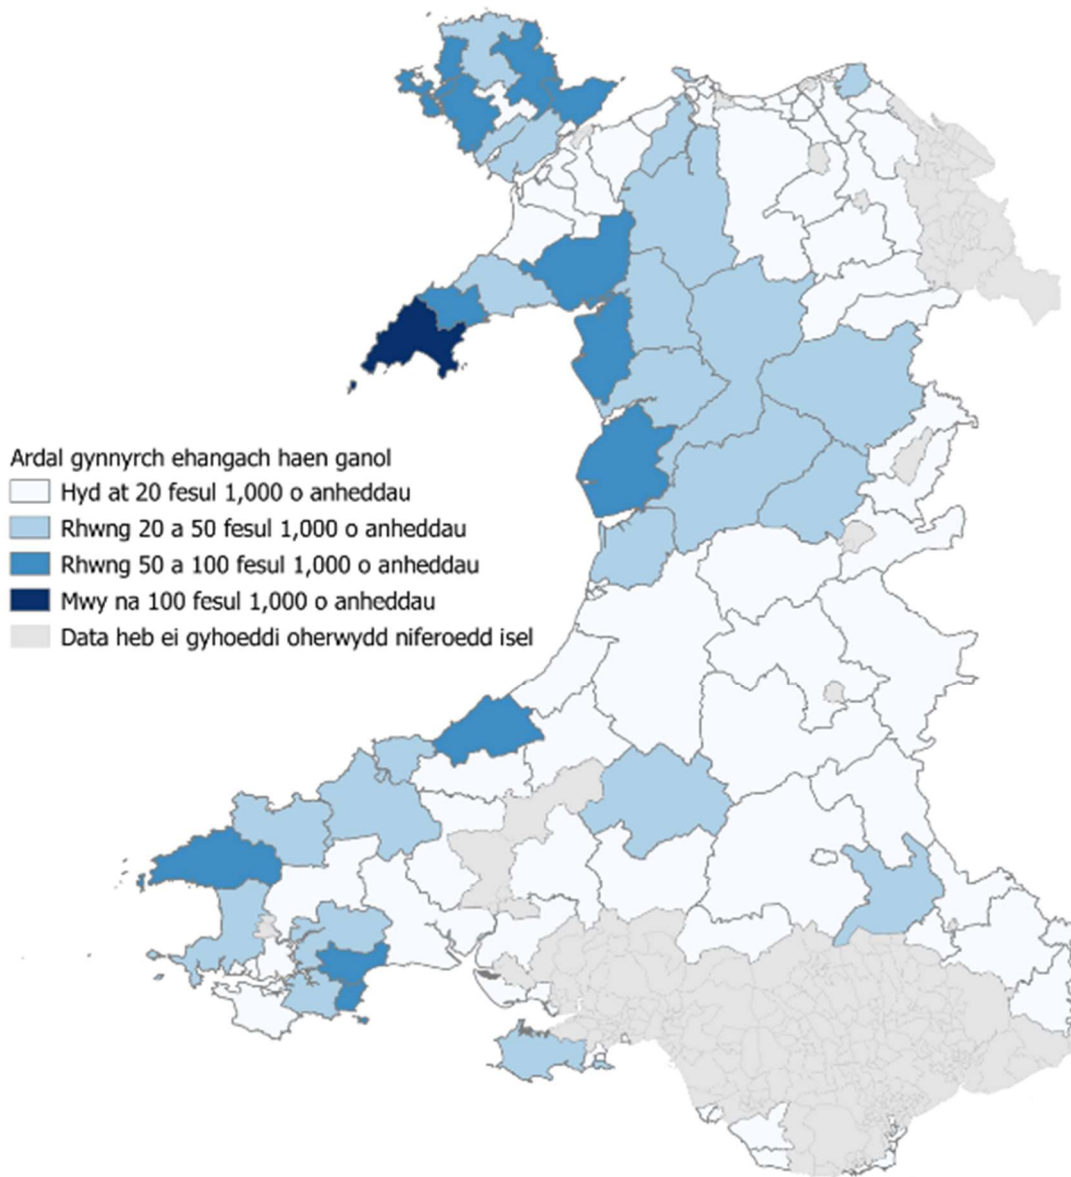 Ardal gynnyrch ehangach haen ganol
Hyd at 20 fesul 1,000 o anheddau
Rhwng 20 a 50 fesul 1,000 o anheddau
Rhwng 50 a 100 fesul 1,000 o anheddau
Mwy na 100 fesul 1,000 o anheddau
Data heb ei gyhoeddi oherwydd niferoedd isel